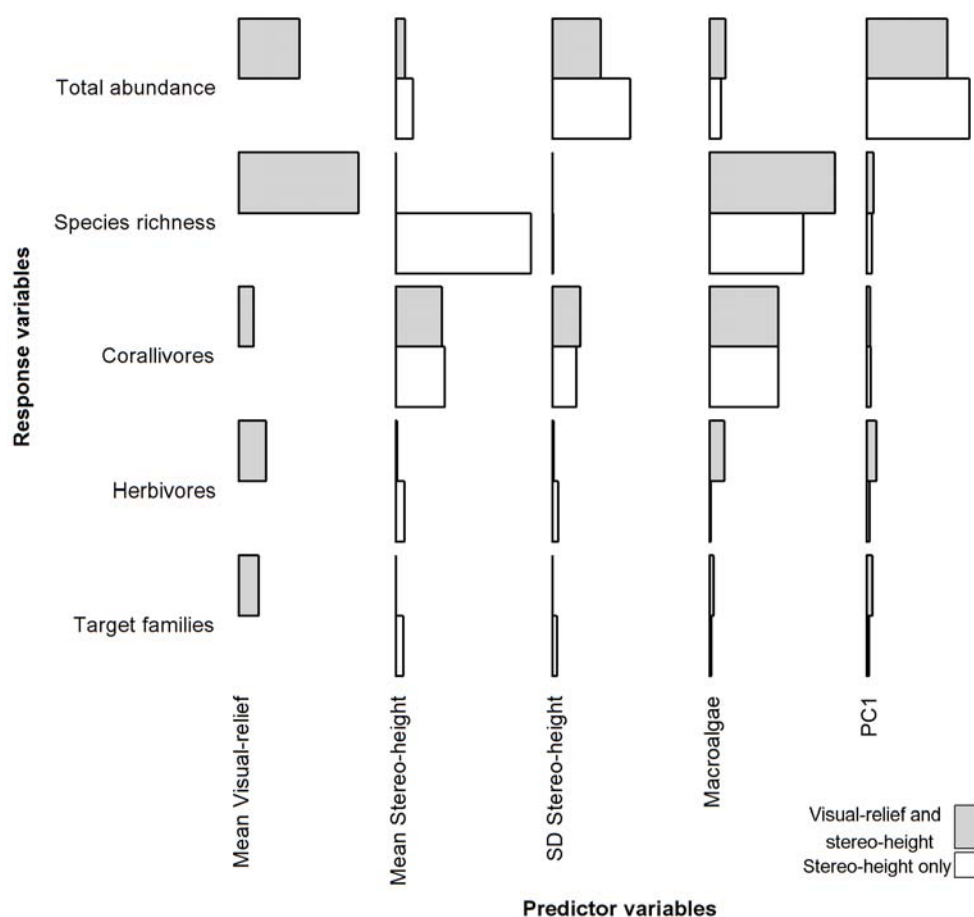 Response variables
Total abundance
Species richness
Corallivores
Herbivores
Target families
Mean Visual-relief
Mean Stereo-height
SD Stereo-height
Macroalgae
PC1
Visual-relief and
stereo-height
Stereo-height only
Predictor variables